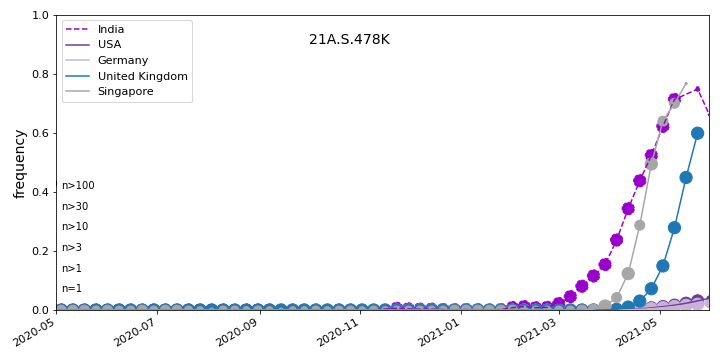 21A.S.478K
India
USA
Germany
United Kingdom
Singapore
frequency
1.0
0.8
0.6
0.4
0.2
0.0
n>100
n>30
n>10
n>3
n>1
n=1
2020-05
2020-07
2020-09
2020-11
2021-01
2021-03
2021-05